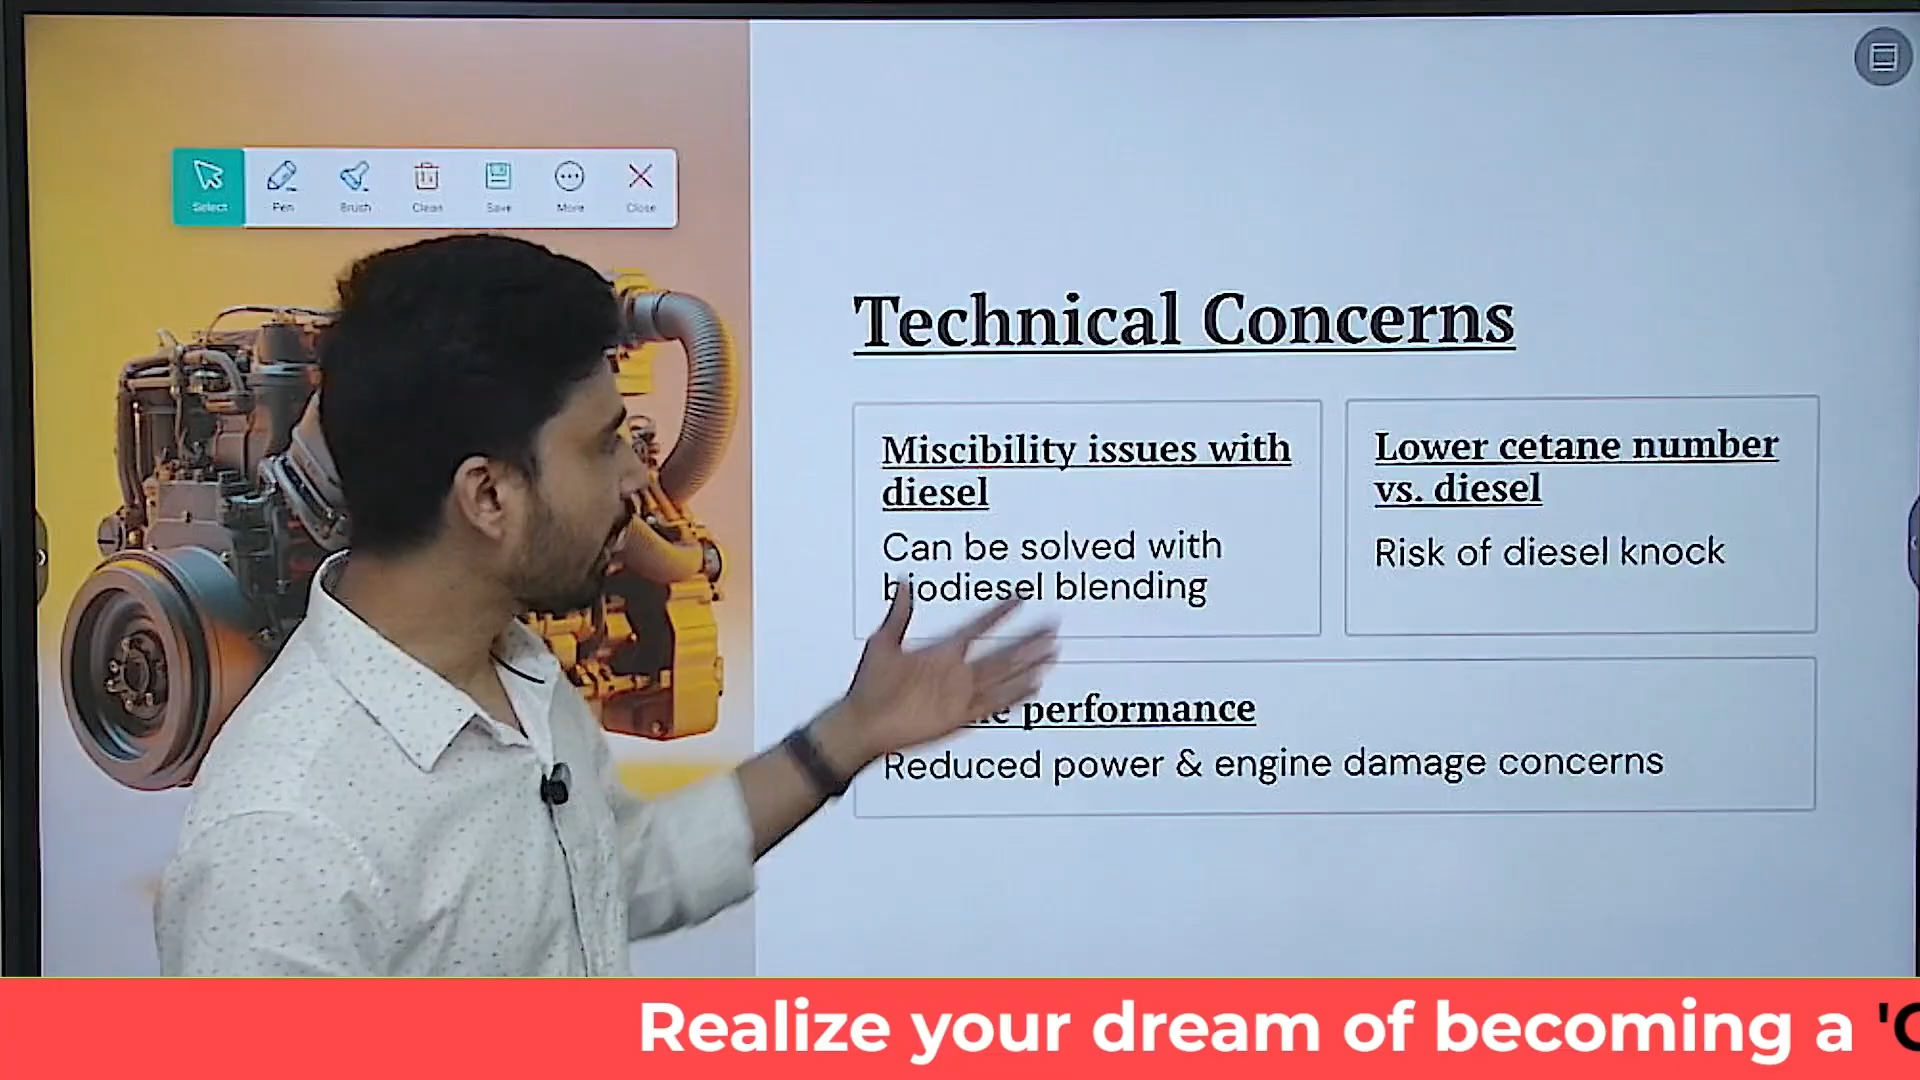 Select Pen Brush Clean Save More Close
Technical Concerns
Miscibility issues with
diesel
Can be solved with
biodiesel blending
Lower cetane number
vs. diesel
Risk of diesel knock
performance
Reduced power & engine damage concerns
Realize your dream of becoming a